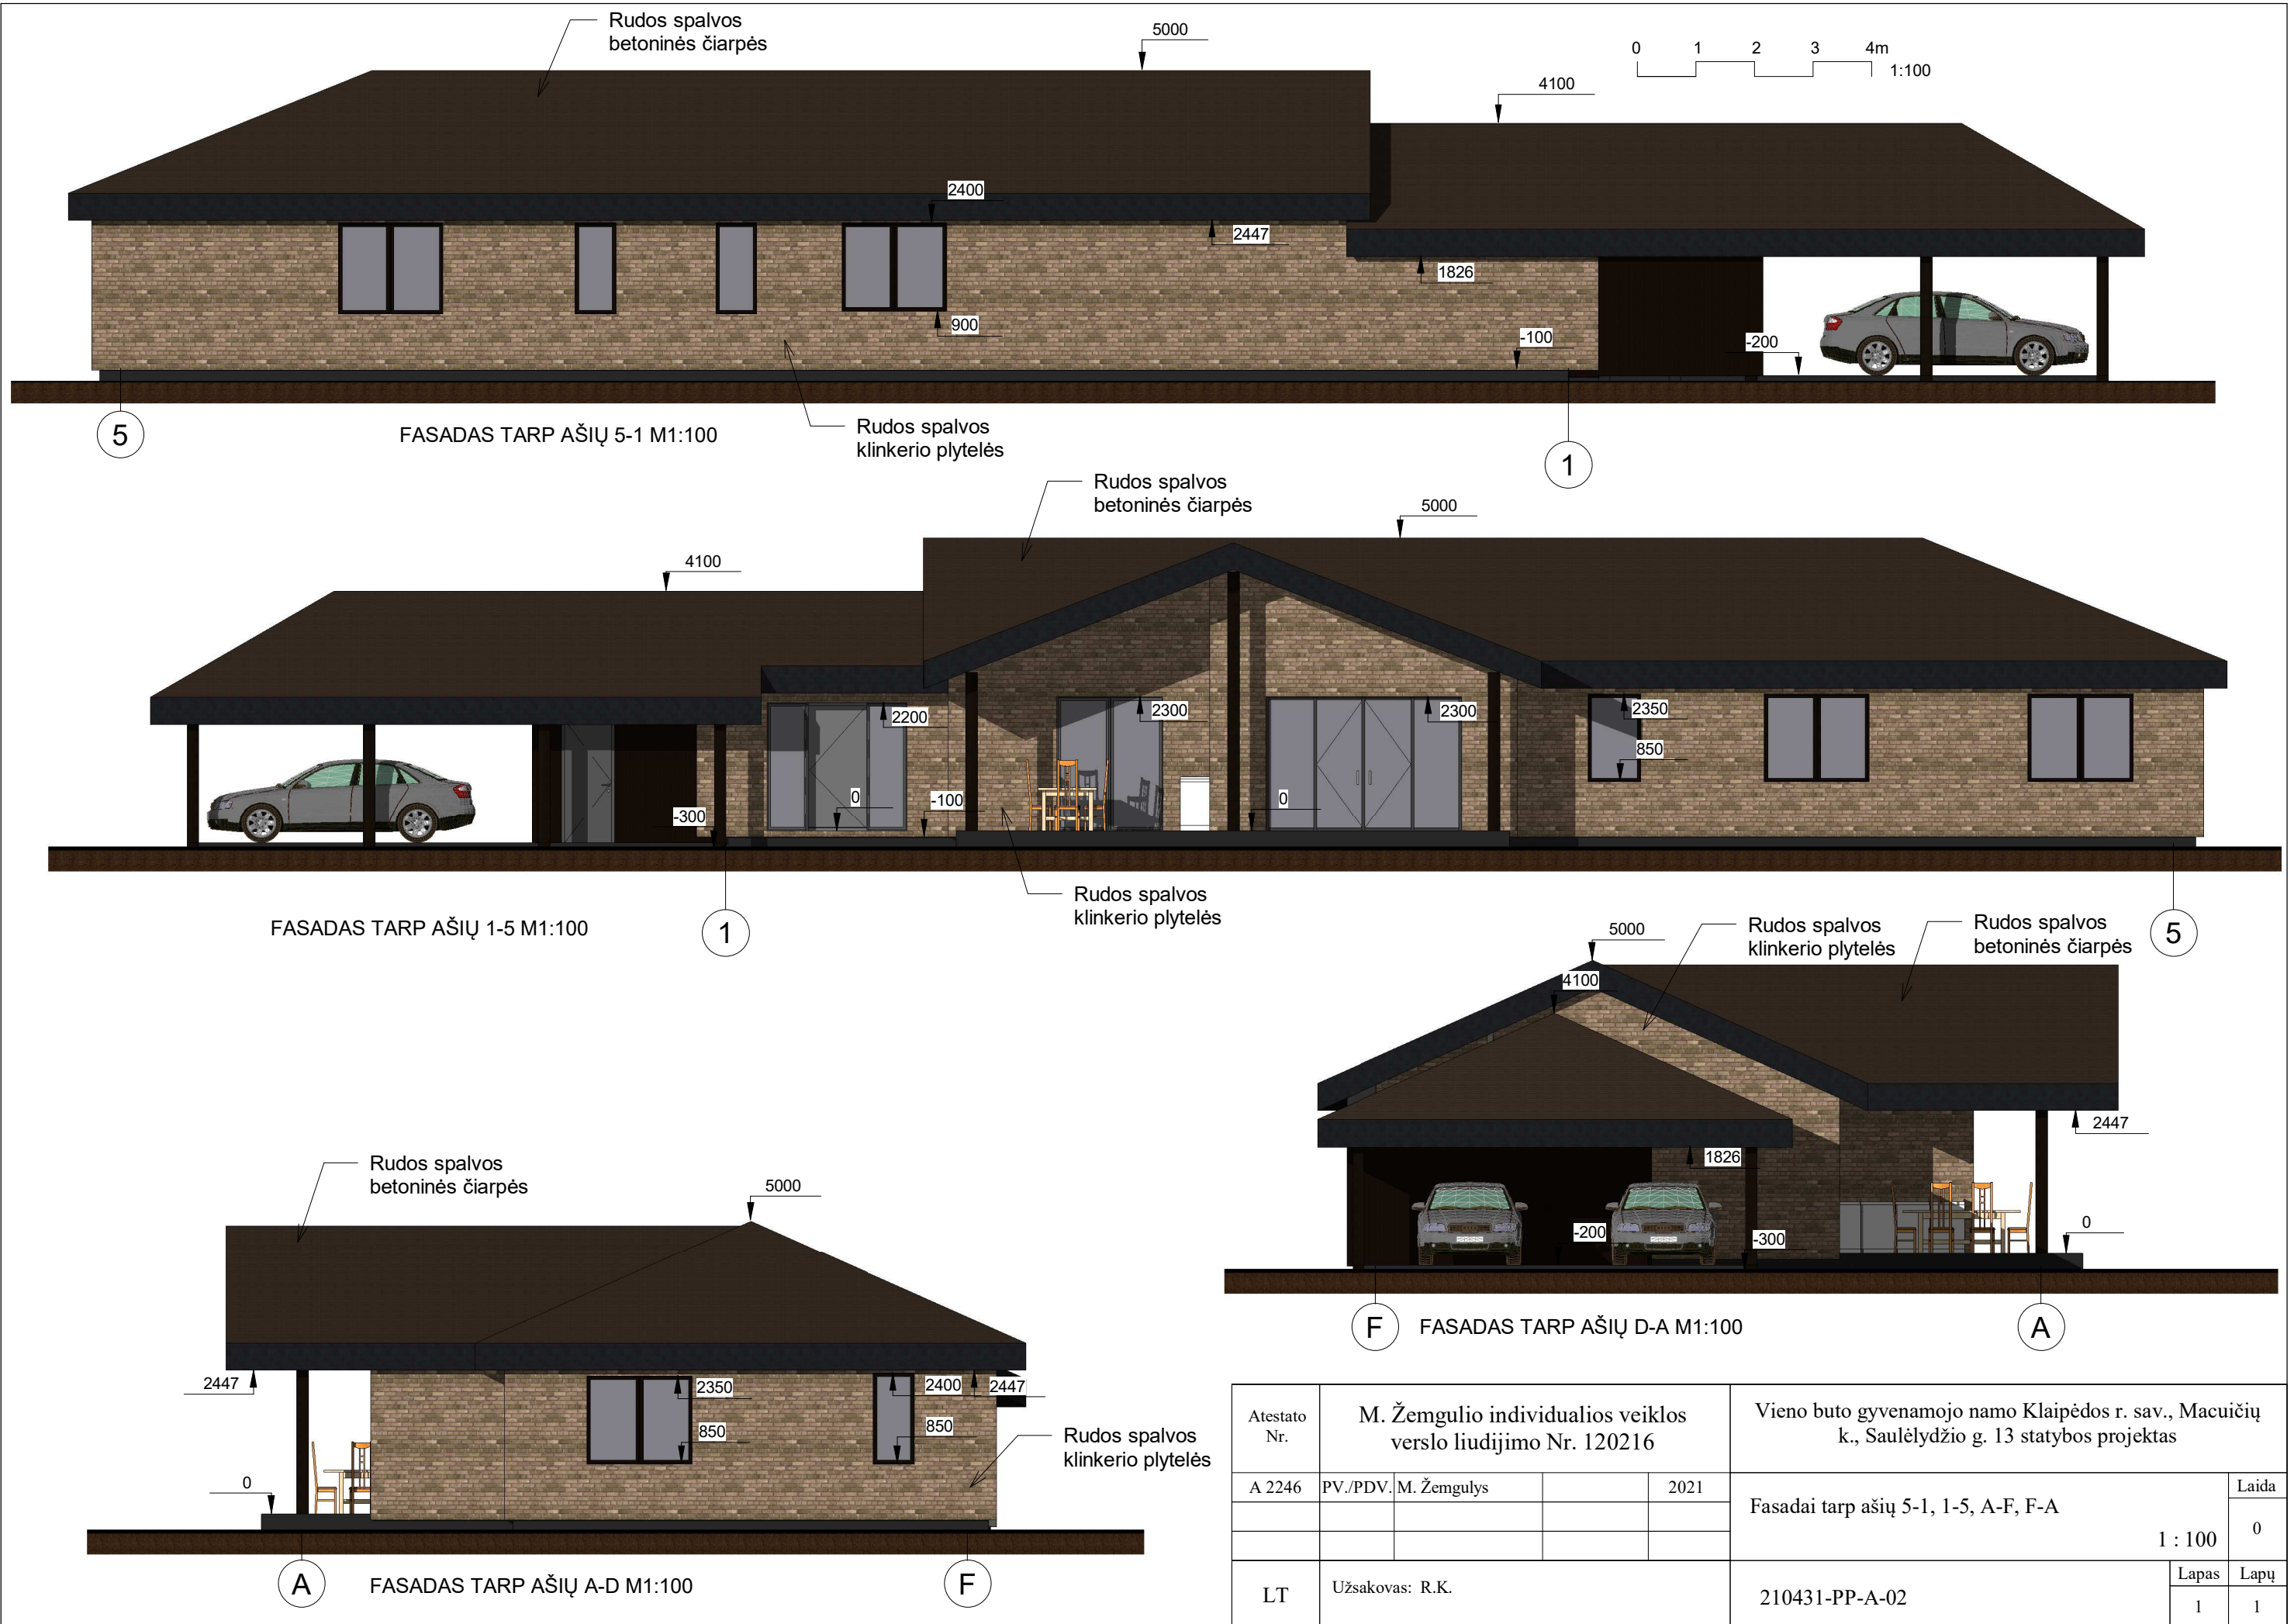 Rudos spalvos
betoninės čiarpės
5000
0 1 2 3 4m
1:100
4100
2400
2447
1826
900
-100
-200
5
FASADAS TARP AŠIŲ 5-1 M1:100
Rudos spalvos
klinkerio plytelės
1
Rudos spalvos
betoninės čiarpės
5000
4100
2200
2300
2300
2350
850
0
-100
0
-300
Rudos spalvos
klinkerio plytelės
FASADAS TARP AŠIŲ 1-5 M1:100
1
5
5000
Rudos spalvos
klinkerio plytelės
Rudos spalvos
betoninės čiarpės
4100
2447
1826
-200
-300
0
F
FASADAS TARP AŠIŲ D-A M1:100
A
Rudos spalvos
betoninės čiarpės
5000
2447
2350
2400
2447
850
850
Rudos spalvos
klinkerio plytelės
0
A
FASADAS TARP AŠIŲ A-D M1:100
F
Atestato
Nr.
M. Žemgulio individualios veiklos
verslo liudijimo Nr. 120216
Vieno buto gyvenamojo namo Klaipėdos r. sav., Macuičių
k., Saulėlydžio g. 13 statybos projektas
A 2246 PV./PDV. M. Žemgulys 2021
Fasadai tarp ašių 5-1, 1-5, A-F, F-A
1 : 100
Laida
0
LT
Užsakovas: R.K.
210431-PP-A-02
Lapas Lapų
1 1